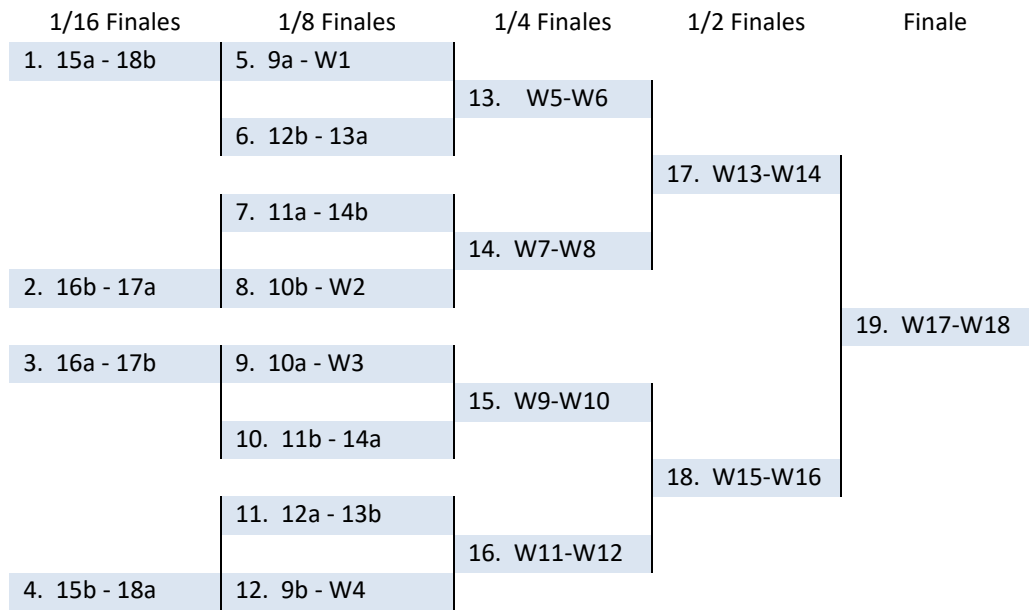 1/16 Finales 1/8 Finales 1/4 Finales 1/2 Finales Finale
1. 15a - 18b 5. 9a - W1
13. W5-W6
6. 12b - 13a
17. W13-W14
7. 11a - 14b
14. W7-W8
2. 16b - 17a 8. 10b - W2
19. W17-W18
3. 16a - 17b 9. 10a - W3
15. W9-W10
10. 11b - 14a
18. W15-W16
11. 12a - 13b
16. W11-W12
4. 15b - 18a 12. 9b - W4